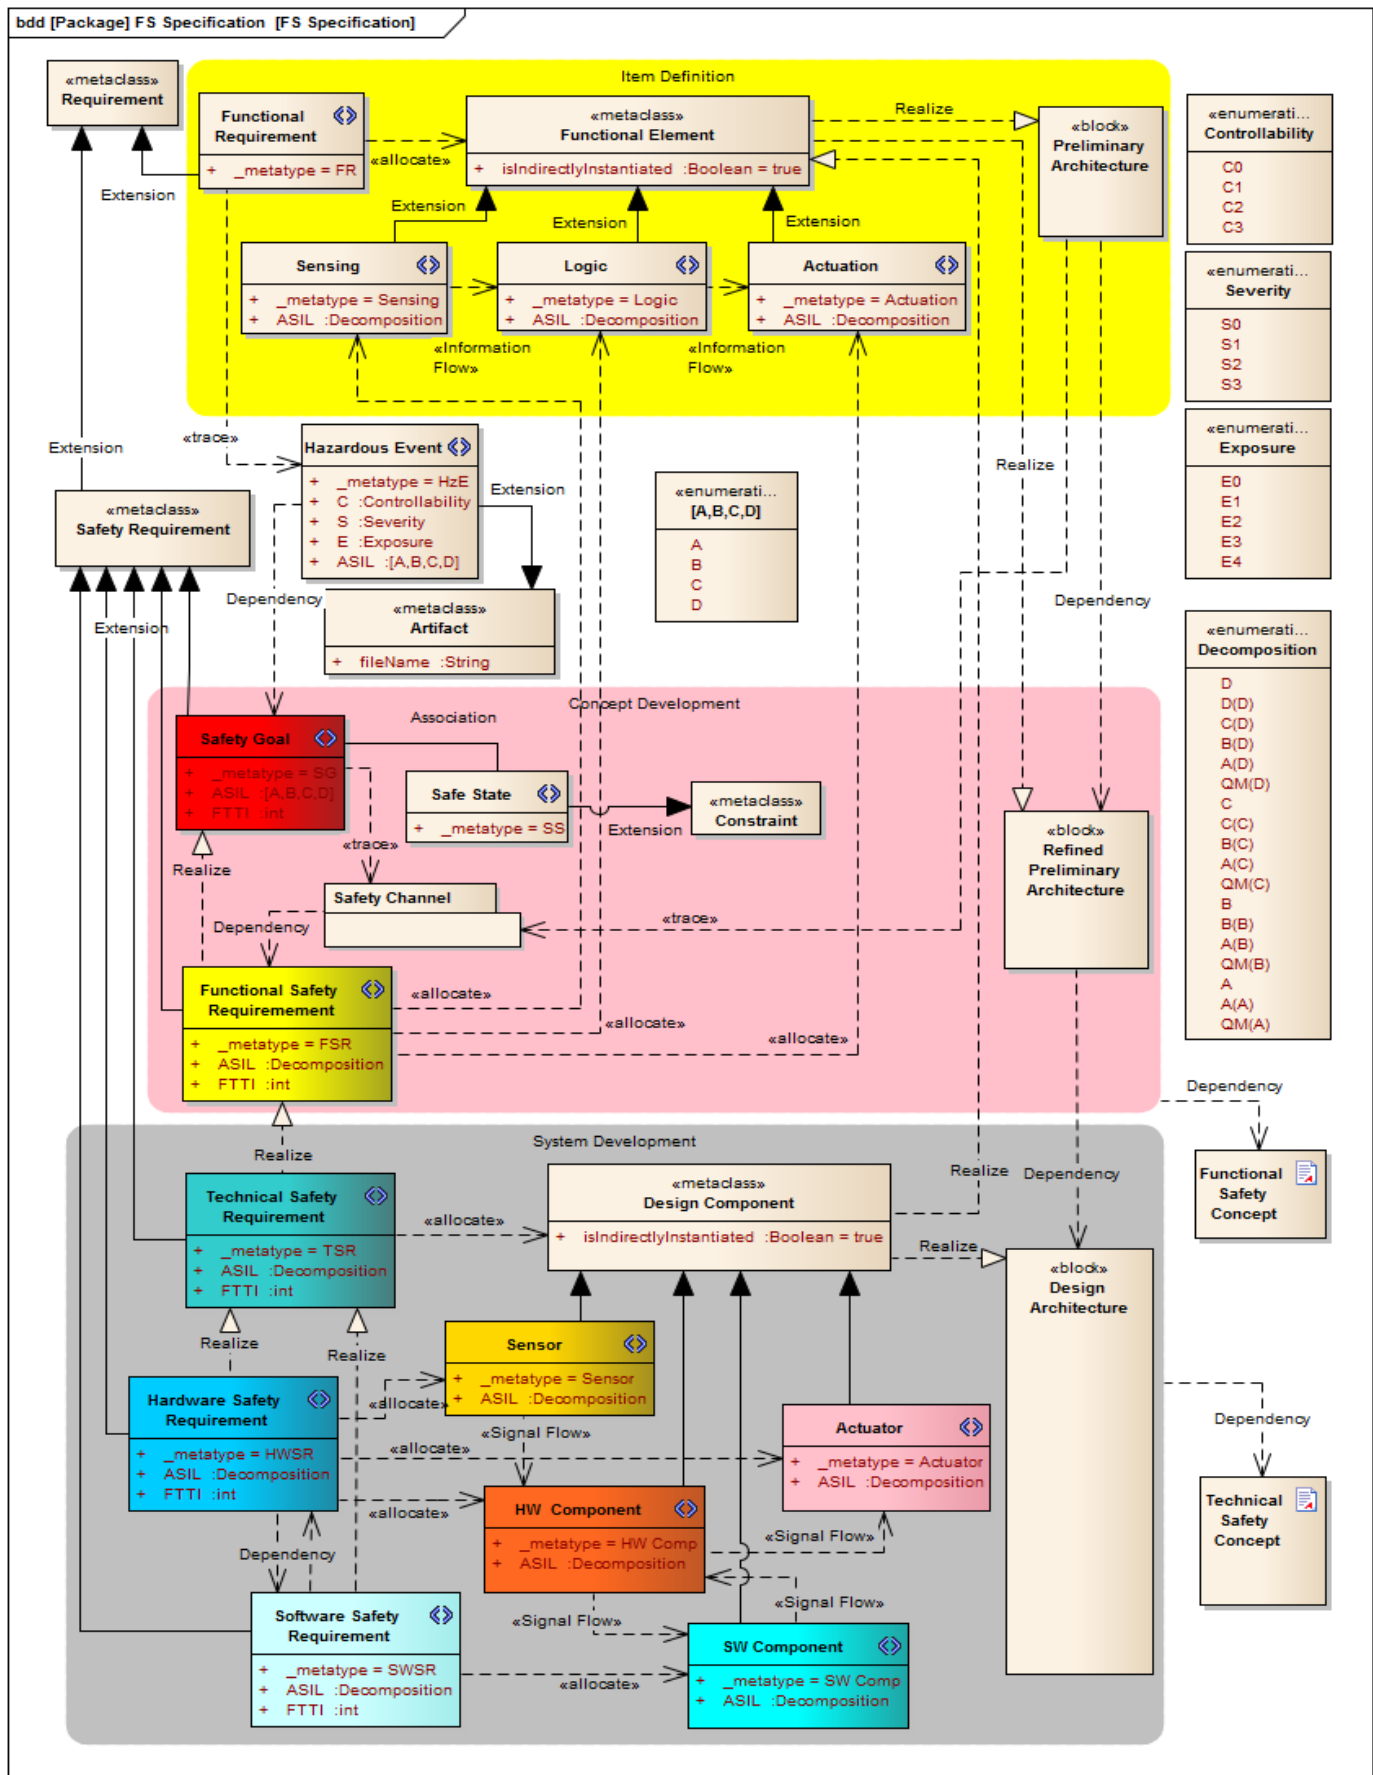 bdd [Package] FS Specification [FS Specification]
Item Definition
«metaclass»
Requirement
Functional
Requirement
+ _metatype = FR
«metaclass»
Functional Element
+ isIndirectlyInstantiated :Boolean = true
Realize
«block»
Preliminary
Architecture
«enumerati...
Controllability
C0
C1
C2
C3
«allocate»
Extension
Extension
Extension
Extension
Sensing
+ _metatype = Sensing
+ ASIL :Decomposition
Logic
+ _metatype = Logic
+ ASIL :Decomposition
Actuation
+ _metatype = Actuation
+ ASIL :Decomposition
«Information
Flow»
«Information
Flow»
«enumerati...
Severity
S0
S1
S2
S3
«trace»
Extension
Hazardous Event
+ _metatype = HzE
+ C :Controllability
+ S :Severity
+ E :Exposure
+ ASIL :[A,B,C,D]
Extension
Realize
«enumerati...
[A,B,C,D]
A
B
C
D
«enumerati...
Exposure
E0
E1
E2
E3
E4
«metaclass»
Safety Requirement
Dependency
Dependency
Extension
«metaclass»
Artifact
+ fileName :String
«enumerati...
Decomposition
D
D(D)
C(D)
B(D)
A(D)
QM(D)
C
C(C)
B(C)
A(C)
QM(C)
B
B(B)
A(B)
QM(B)
A
A(A)
QM(A)
Concept Development
Association
Safety Goal
+ _metatype = SG
+ ASIL :[A,B,C,D]
+ FTTI :int
Safe State
+ _metatype = SS
Extension
«metaclass»
Constraint
«trace»
Realize
«block»
Refined
Preliminary
Architecture
Safety Channel
«trace»
Dependency
Functional Safety
Requiremement
+ _metatype = FSR
+ ASIL :Decomposition
+ FTTI :int
«allocate»
«allocate»
«allocate»
Dependency
Functional
Safety
Concept
System Development
Realize
Realize
Dependency
Technical Safety
Requirement
+ _metatype = TSR
+ ASIL :Decomposition
+ FTTI :int
«allocate»
«metaclass»
Design Component
+ isIndirectlyInstantiated :Boolean = true
Realize
«block»
Design
Architecture
Realize
Realize
Sensor
+ _metatype = Sensor
+ ASIL :Decomposition
Hardware Safety
Requirement
+ _metatype = HWSR
+ ASIL :Decomposition
+ FTTI :int
«allocate»
«Signal Flow»
«allocate»
Actuator
+ _metatype = Actuator
+ ASIL :Decomposition
Dependency
Technical
Safety
Concept
«allocate»
HW Component
+ _metatype = HW Comp
+ ASIL :Decomposition
«Signal Flow»
Dependency
«Signal Flow»
«Signal Flow»
Software Safety
Requirement
+ _metatype = SWSR
+ ASIL :Decomposition
+ FTTI :int
«allocate»
SW Component
+ _metatype = SW Comp
+ ASIL :Decomposition